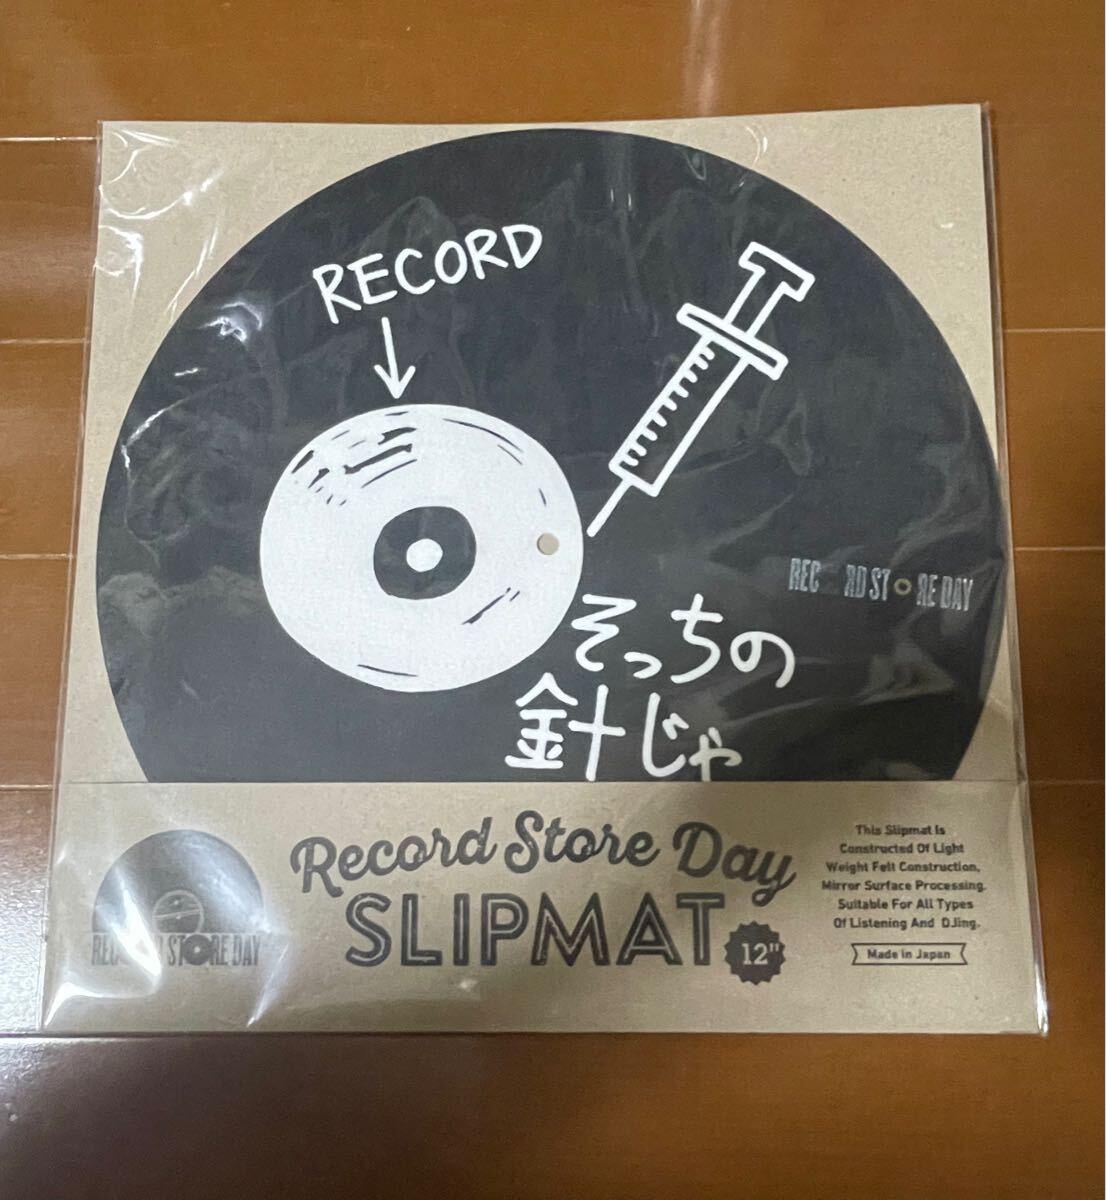 RECORD
REC RD ST RE DAY
そっちの
針じゃ
Record Store Day
SLIPMAT
12"
REC RD STORE DAY
This Slipmat Is
Constructed Of Light
Weight Felt Construction,
Mirror Surface Processing.
Suitable For All Types
Of Listening And DJing.
Made in Japan